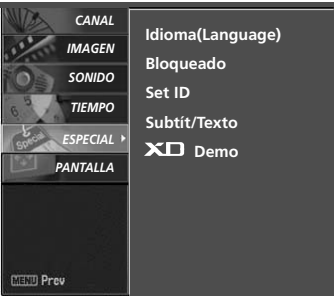 CANAL
IMAGEN
SONIDO
TIEMPO
ESPECIAL
PANTALLA
MENU Prev
Idioma(Language)
Bloqueado
Set ID
Subtít/Texto
XD Demo